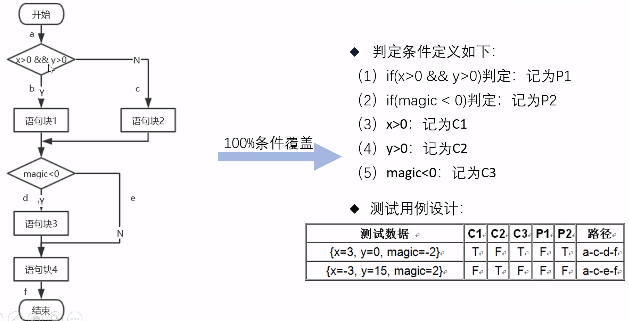 开始
a
x>0 && y>0
N
b
y
c
语句块1
语句块2
magic<0
d
y
e
语句块3
N
语句块4
f
结束
100%条件覆盖
◆ 判定条件定义如下:
(1) if(x>0 && y>0)判定: 记为P1
(2) if(magic < 0)判定: 记为P2
(3) x>0: 记为C1
(4) y>0: 记为C2
(5) magic<0: 记为C3
◆ 测试用例设计:
测试数据 C1 C2 C3 P1 P2 路径
{x=3, y=0, magic=-2} T F T F T a-c-d-f
{x=-3, y=15, magic=2} F T F F F a-c-e-f